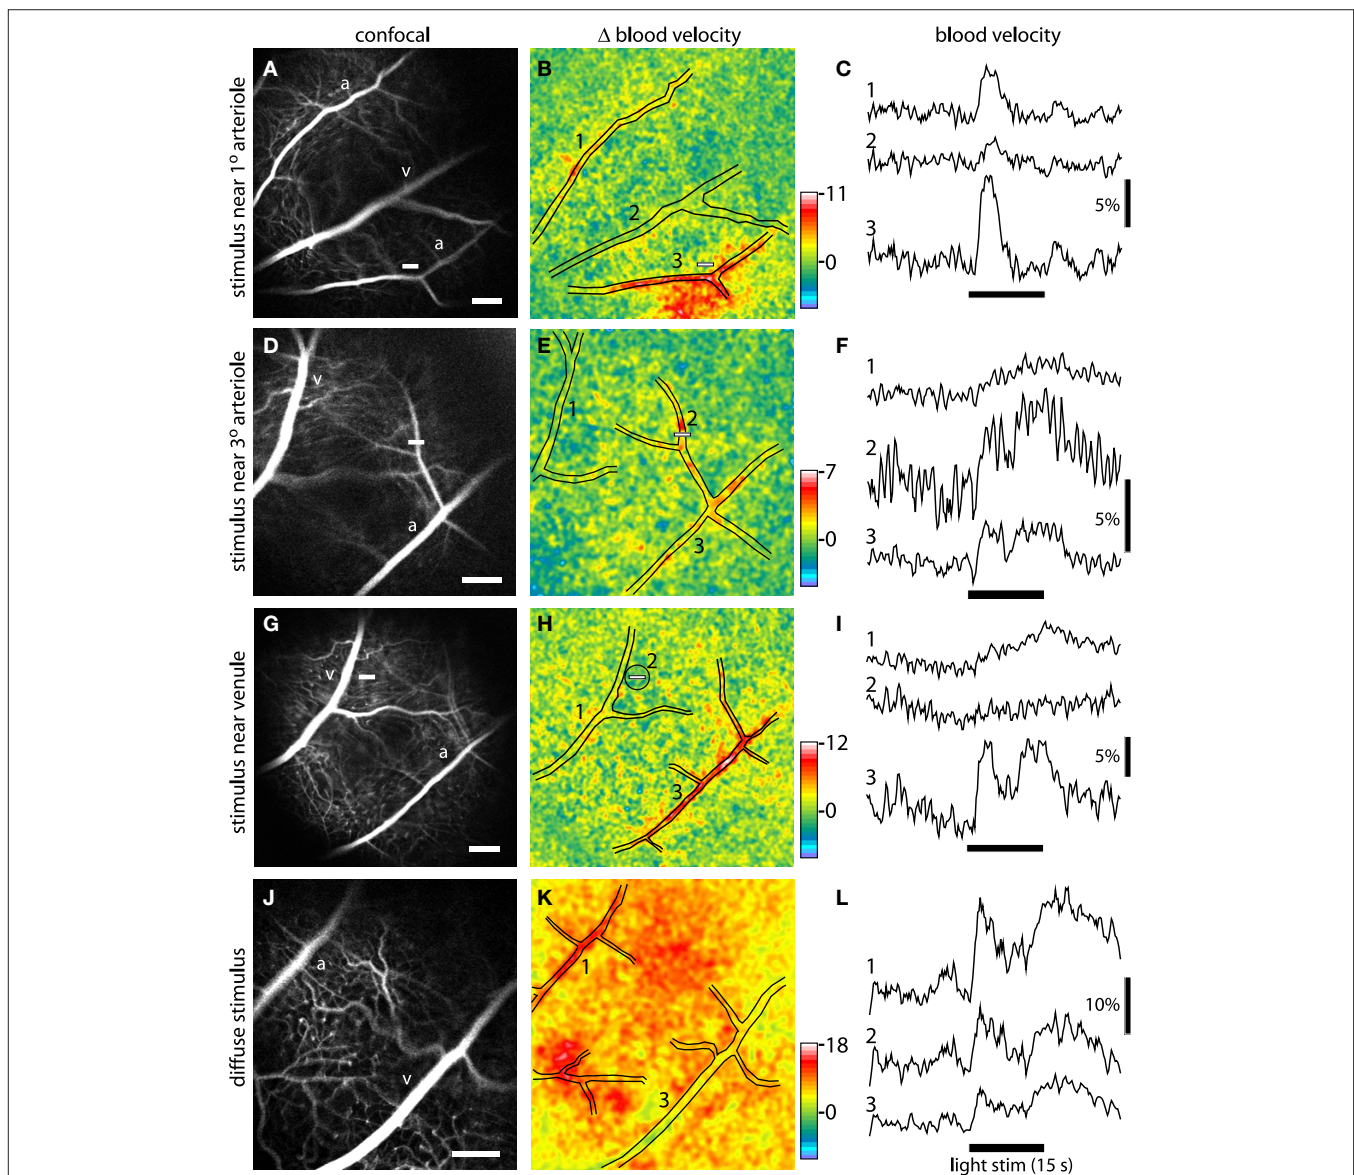 confocal
Δ blood velocity
blood velocity
stimulus near 1° arteriole
A
a
v
a
B
1
2
3
11
0
C
1
2
3
5%
stimulus near 3° arteriole
D
v
a
E
1
2
3
7
0
F
1
2
3
5%
stimulus near venule
G
v
a
H
1
2
3
12
0
I
1
2
3
5%
diffuse stimulus
J
a
v
K
1
3
18
0
L
1
2
3
10%
light stim (15 s)